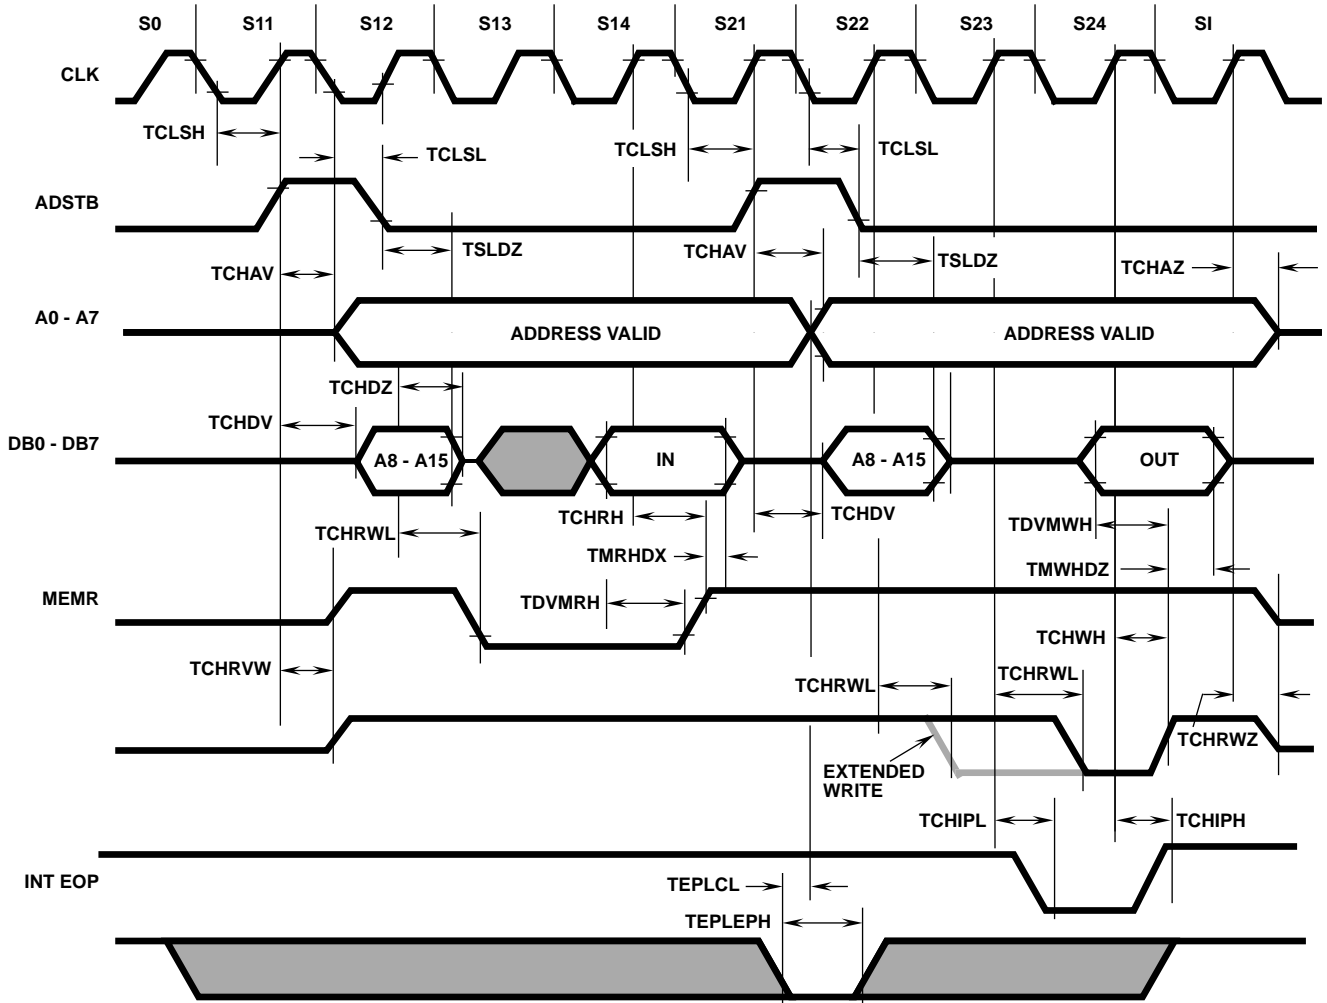 S0 S11 S12 S13 S14 S21 S22 S23 S24 SI
CLK
TCLSH TCLSL TCLSH TCLSL
ADSTB
TCHAV TSLDZ TCHAV TSLDZ TCHAZ
A0 - A7 ADDRESS VALID ADDRESS VALID
TCHDZ
TCHDV
DB0 - DB7 A8 - A15 IN A8 - A15 OUT
TCHRWL TCHRH TCHDV TDVMWH
TMRHDX TMWHDZ
MEMR TDVMRH
TCHWH
TCHRVW TCHRWL TCHRWL
TCHRWZ
EXTENDED
WRITE
TCHIPL TCHIPH
INT EOP
TEPLCL
TEPLEPH